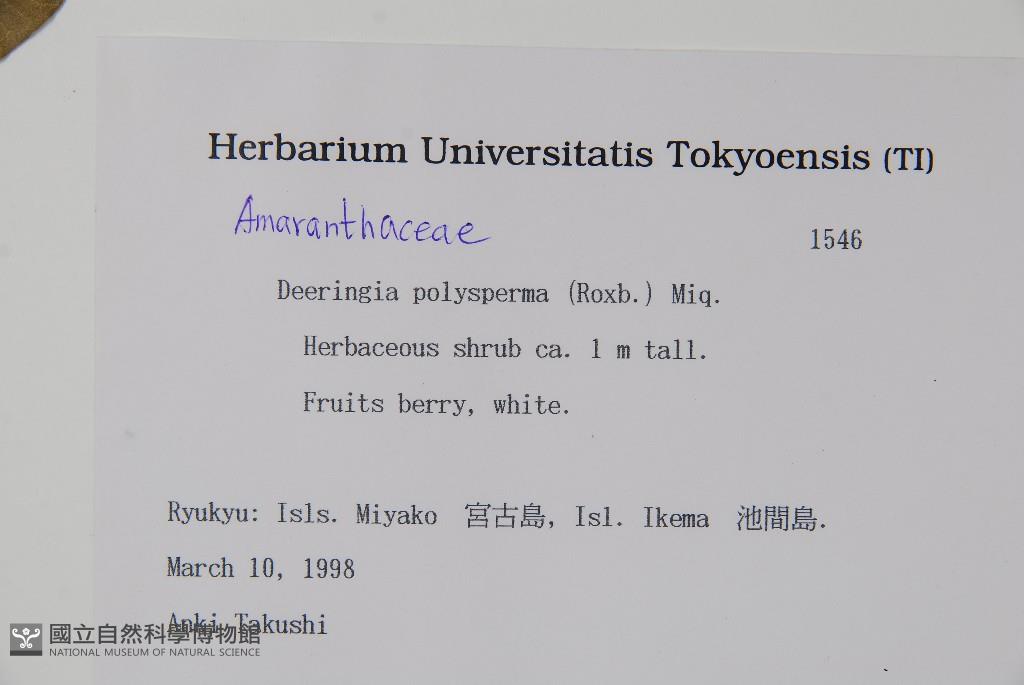 Herbarium Universitatis Tokyoensis (TI)
Amaranthaceae
1546
Deeringia polysperma (Roxb.) Miq.
Herbaceous shrub ca. 1 m tall.
Fruits berry, white.
Ryukyu: Isls. Miyako 宮古島, Isl. Ikema 池間島.
March 10, 1998
Anki Takushi
國立自然科學博物館
NATIONAL MUSEUM OF NATURAL SCIENCE